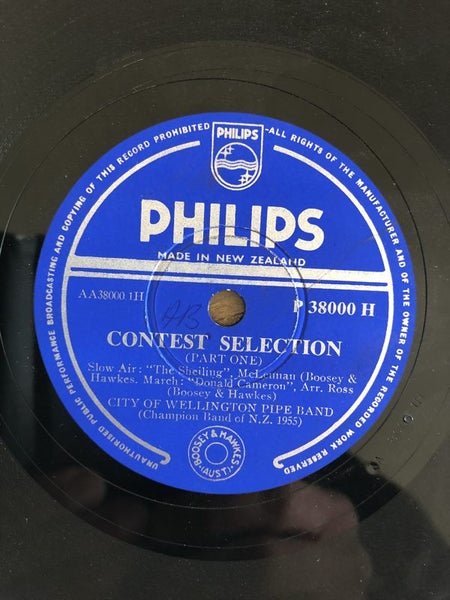 UNAUTHORISED PUBLIC PERFORMANCE BROADCASTING AND COPYING OF THIS RECORD PROHIBITED-ALL RIGHTS OF THE MANUFACTURER AND OF THE OWNER OF THE RECORDED WORK RESERVED
PHILIPS
PHILIPS
MADE IN NEW ZEALAND
AA38000 1H
P 38000 H
CONTEST SELECTION
(PART ONE)
Slow Air: "The Sheiling", McLennan (Boosey &
Hawkes. March: "Donald Cameron", Arr. Ross
(Boosey & Hawkes)
CITY OF WELLINGTON PIPE BAND
(Champion Band of N.Z. 1955)
BOOSEY & HAWKES
(AUST)